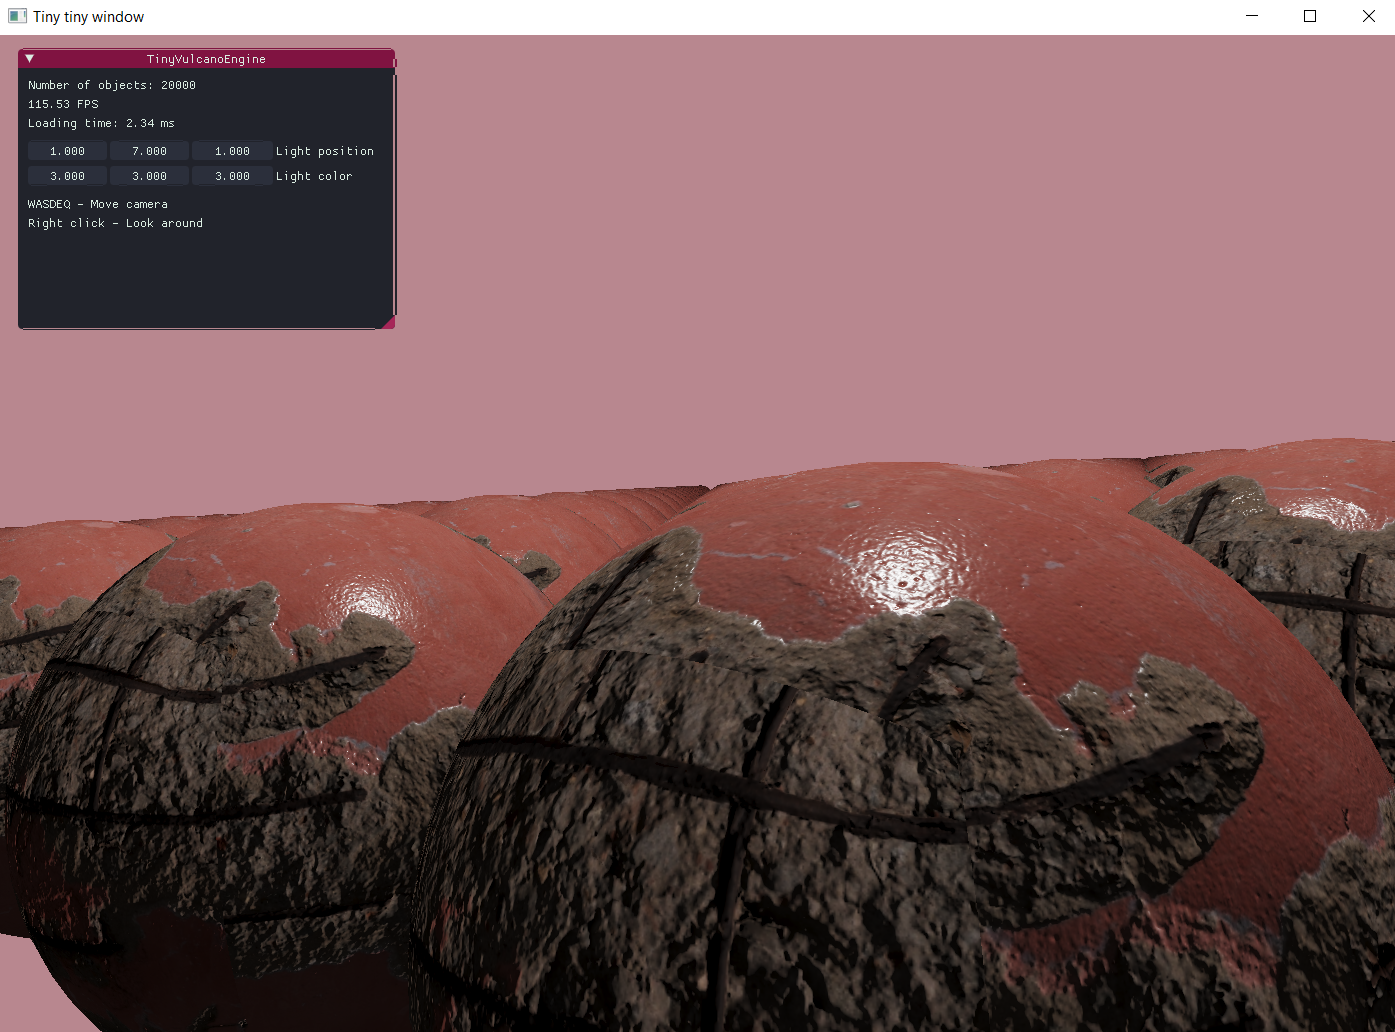 Tiny tiny window
TinyVulcanoEngine
Number of objects: 20000
115.53 FPS
Loading time: 2.34 ms
1.000 7.000 1.000 Light position
3.000 3.000 3.000 Light color
WASDEQ - Move camera
Right click - Look around